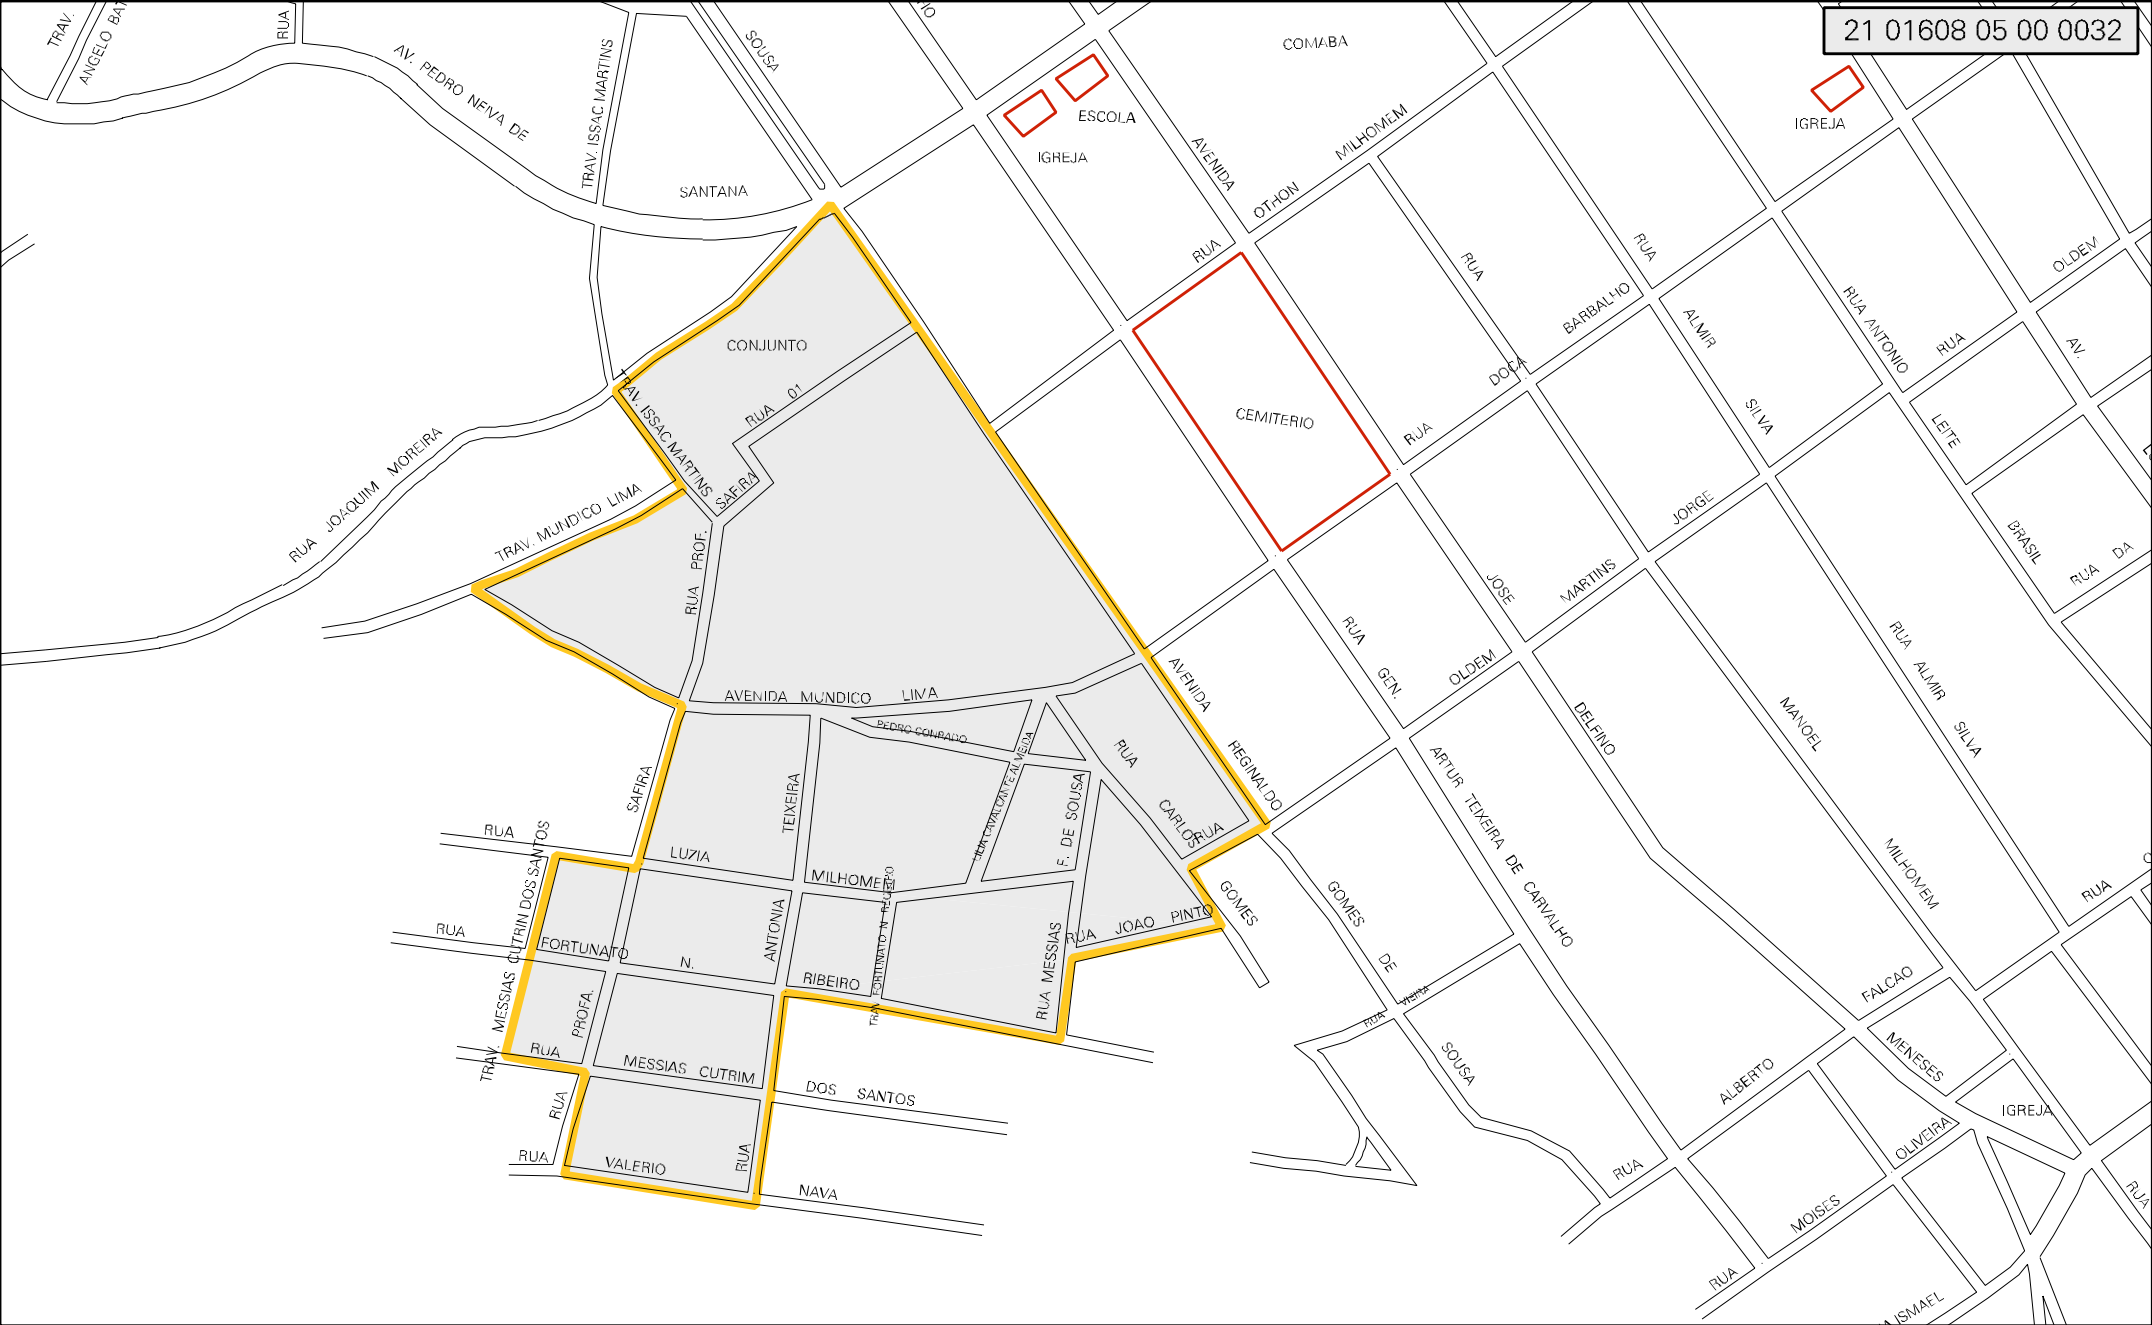 21 01608 05 00 0032
TRAV.
RUA
SOUSA
COMABA
AV. PEDRO NEIVA DE
TRAV. ISSAC MARTINS
ESCOLA
IGREJA
IGREJA
SANTANA
AVENIDA
RUA OTHON MILHOMEM
CEMITERIO
RUA DOCA BARBALHO
RUA
JOSE
DELFINO
RUA
ALMIR
SILVA
RUA ANTONIO
LEITE
BRASIL
RUA OLDEM
AV.
RUA DA
JORGE
MARTINS
OLDEM
CONJUNTO
RUA 01
SAFIRA
TRAV. ISSAC MARTINS
RUA JOAQUIM MOREIRA
TRAV. MUNDICO LIMA
RUA PROF.
AVENIDA MUNDICO LIMA
PEDRO CONRADO
AVENIDA
REGINALDO
RUA
GEN.
ARTUR TEIXEIRA DE CARVALHO
MANOEL
MILHOMEM
RUA ALMIR SILVA
RUA
CARLOS
GOMES
RUA
SAFIRA
TEIXEIRA
F. DE SOUSA
RUA
LUZIA
MILHOMEM
TRAV. MESSIAS CUTRIN DOS SANTOS
RUA
FORTUNATO
N.
RIBEIRO
ANTONIA
RUA MESSIAS
RUA JOAO PINTO
PROFA.
RUA
MESSIAS CUTRIM
DOS SANTOS
RUA
RUA
VALERIO
RUA
NAVA
GOMES
DE
SOUSA
RUA VIEIRA
RUA
ALBERTO
FALCAO
RUA
MENESES
IGREJA
OLIVEIRA
MOISES
RUA
RUA
ISMAEL